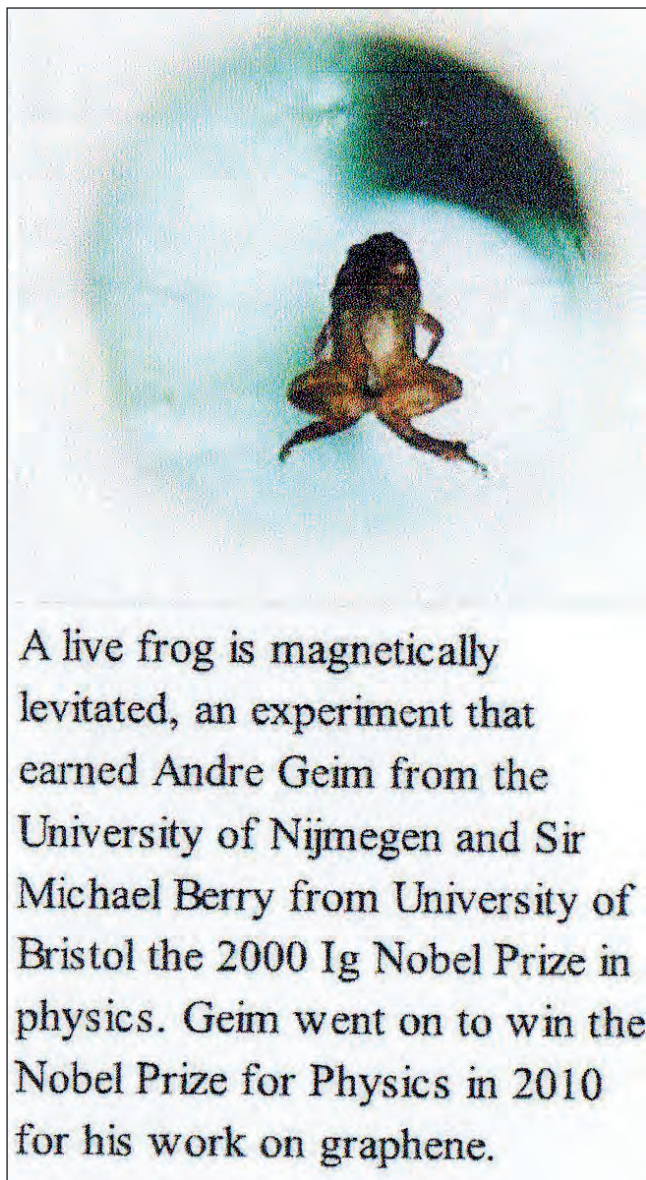 A live frog is magnetically
levitated, an experiment that
earned Andre Geim from the
University of Nijmegen and Sir
Michael Berry from University of
Bristol the 2000 Ig Nobel Prize in
physics. Geim went on to win the
Nobel Prize for Physics in 2010
for his work on graphene.